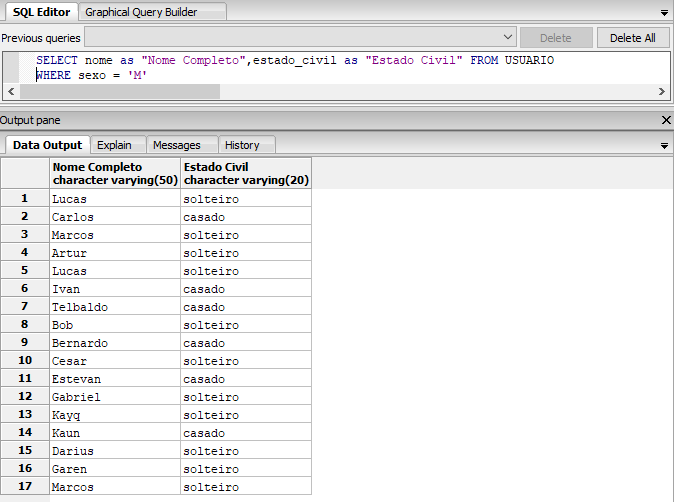 SQL Editor Graphical Query Builder
Previous queries Delete Delete All
SELECT nome as "Nome Completo",estado_civil as "Estado Civil" FROM USUARIO
WHERE sexo = 'M'
Output pane
Data Output Explain Messages History
Nome Completo Estado Civil
character varying(50) character varying(20)
1 Lucas solteiro
2 Carlos casado
3 Marcos solteiro
4 Artur solteiro
5 Lucas solteiro
6 Ivan casado
7 Telbaldo casado
8 Bob solteiro
9 Bernardo casado
10 Cesar solteiro
11 Estevan casado
12 Gabriel solteiro
13 Kayq solteiro
14 Kaun casado
15 Darius solteiro
16 Garen solteiro
17 Marcos solteiro